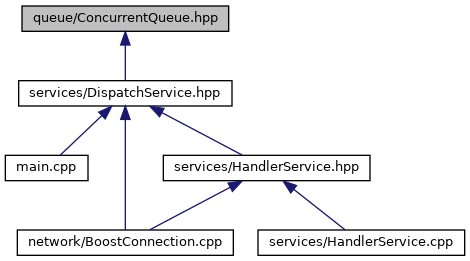 queue/ConcurrentQueue.hpp
services/DispatchService.hpp
main.cpp
services/HandlerService.hpp
network/BoostConnection.cpp
services/HandlerService.cpp